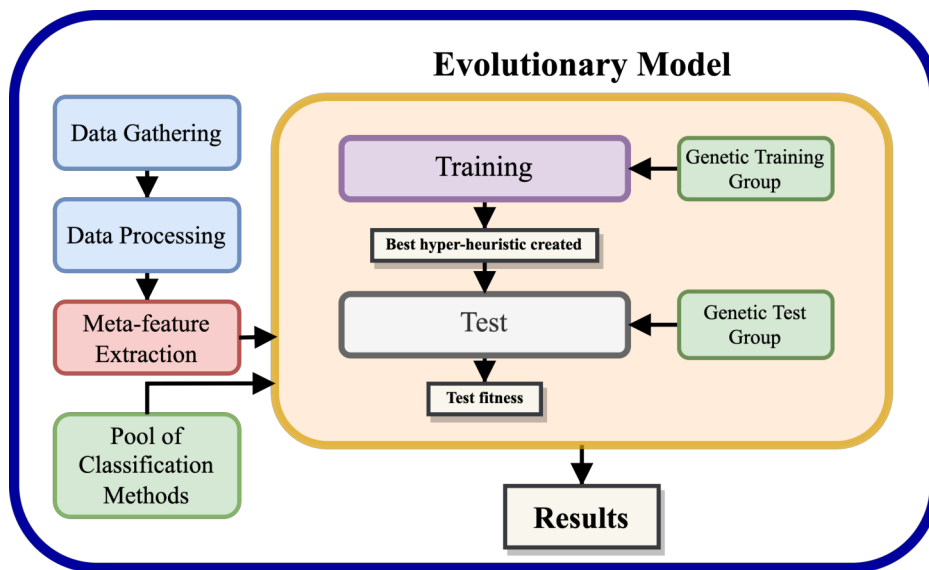 Evolutionary Model
Data Gathering
Data Processing
Meta-feature
Extraction
Pool of
Classification
Methods
Training
Genetic Training
Group
Best hyper-heuristic created
Test
Genetic Test
Group
Test fitness
Results